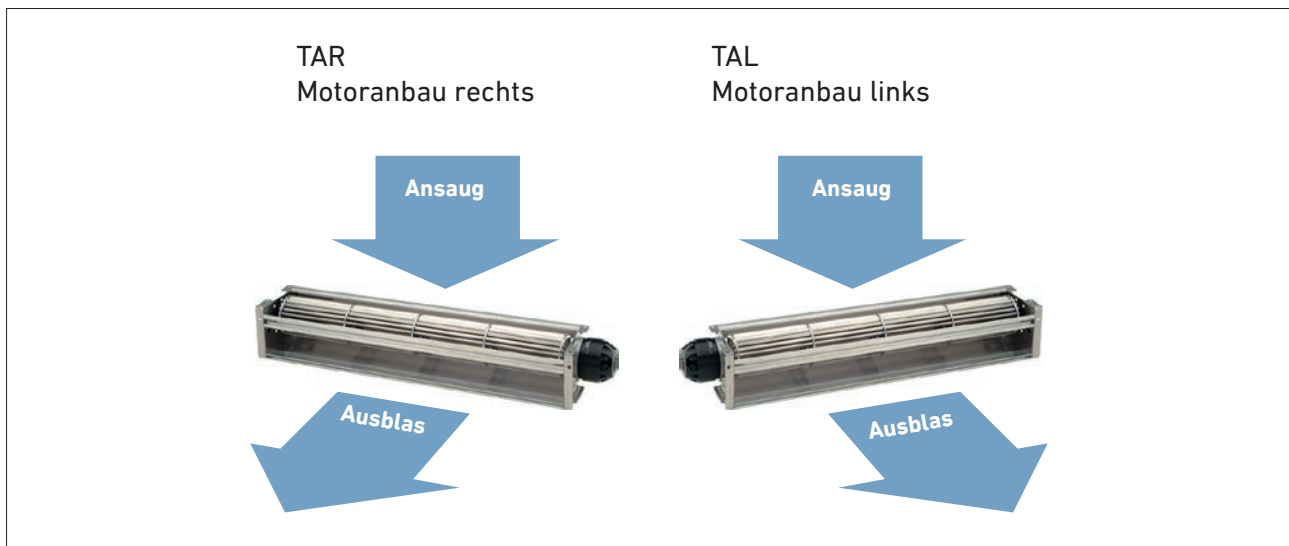 TAR
Motoranbau rechts
Ansaug
Ausblas
TAL
Motoranbau links
Ansaug
Ausblas